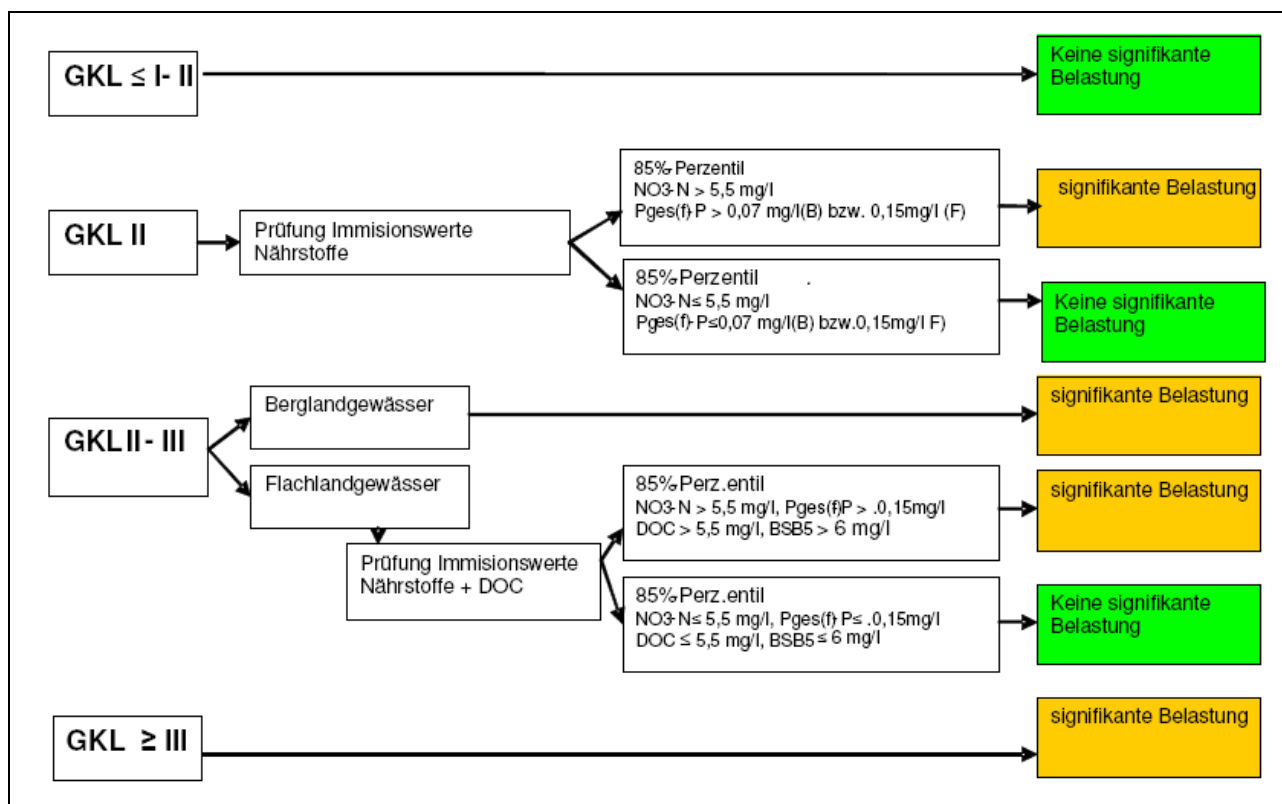 GKL ≤ I- II
Keine signifikante
Belastung
GKL II
Prüfung Immisionswerte
Nährstoffe
85%-Perzentil
NO3-N > 5,5 mg/l
Pges(f)-P > 0,07 mg/l(B) bzw. 0,15mg/l (F)
signifikante Belastung
85%-Perzentil .
NO3-N≤ 5,5 mg/l
Pges(f)-P≤0,07 mg/l(B) bzw.0,15mg/l F)
Keine signifikante
Belastung
GKL II - III
Berglandgewässer
signifikante Belastung
Flachlandgewässer
Prüfung Immisionswerte
Nährstoffe + DOC
85%-Perz.entil
NO3-N > 5,5 mg/l, Pges(f)P > .0,15mg/l
DOC > 5,5 mg/l, BSB5 > 6 mg/l
signifikante Belastung
85%-Perz.entil
NO3-N≤ 5,5 mg/l, Pges(f)-P≤ .0,15mg/l
DOC ≤ 5,5 mg/l, BSB5 ≤ 6 mg/l
Keine signifikante
Belastung
GKL ≥ III
signifikante Belastung